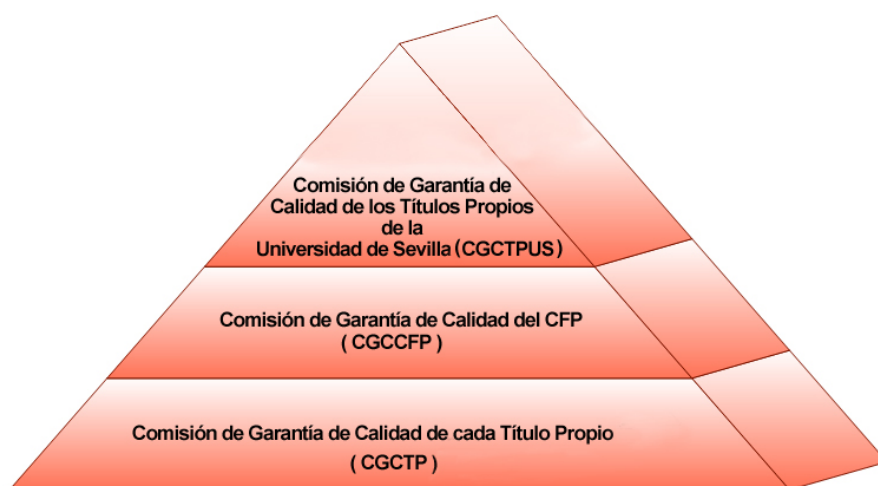 Comisión de Garantía de
Calidad de los Títulos Propios
de la
Universidad de Sevilla (CGCTPUS)
Comisión de Garantía de Calidad del CFP
( CGCCFP )
Comisión de Garantía de Calidad de cada Título Propio
( CGCTP )